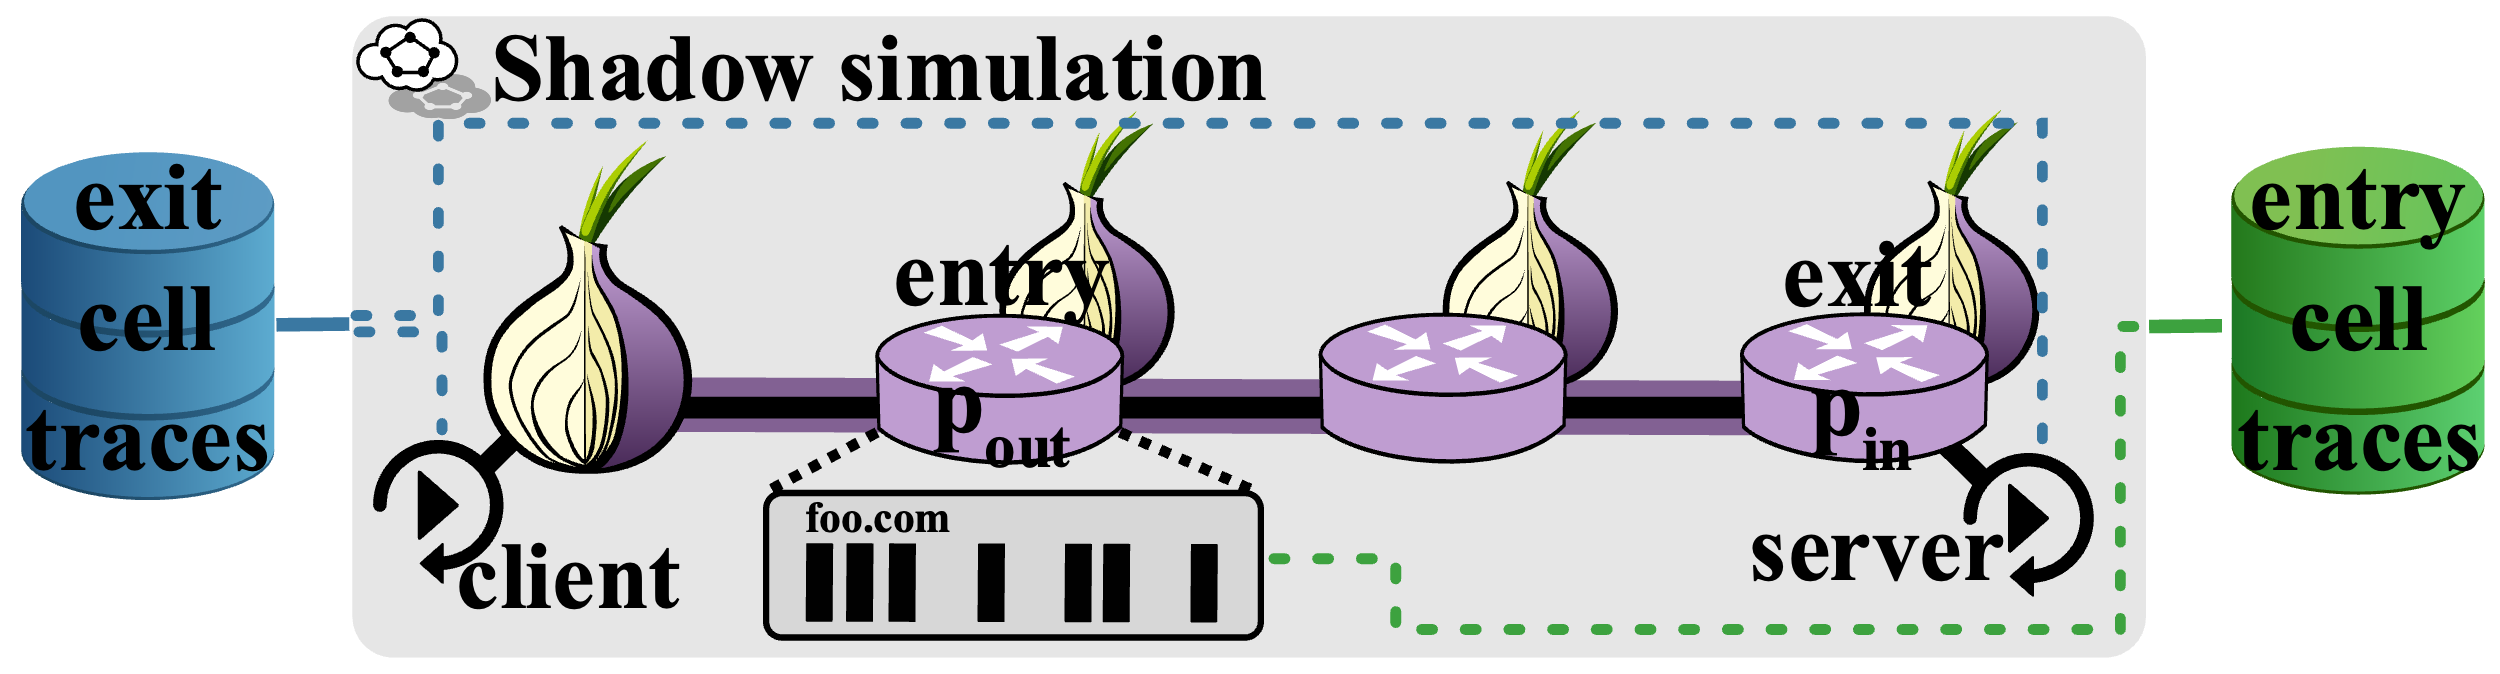 Shadow simulation
exit
cell
traces
entry
exit
entry
cell
traces
p out
p in
foo.com
client
server